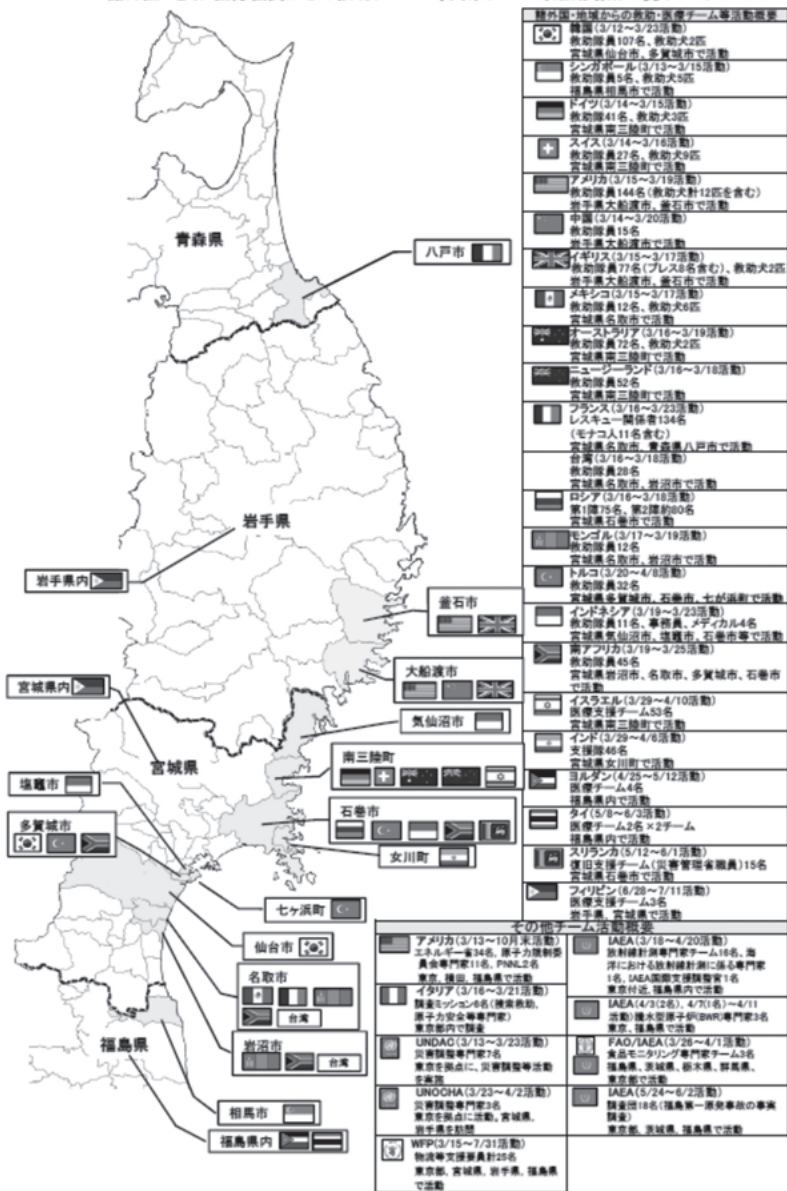 青森県
八戸市
岩手県
岩手県内
釜石市
大船渡市
宮城県内
気仙沼市
宮城県
南三陸町
塩竈市
石巻市
多賀城市
女川町
七ヶ浜町
仙台市
名取市
台湾
岩沼市
台湾
福島県
相馬市
福島県内
諸外国・地域からの救助・医療チーム等活動概要
韓国(3/12～3/23活動)
救助隊員107名、救助犬2匹
宮城県仙台市、多賀城市で活動
シンガポール(3/13～3/15活動)
救助隊員5名、救助犬5匹
福島県相馬市で活動
ドイツ(3/14～3/15活動)
救助隊41名、救助犬3匹
宮城県南三陸町で活動
スイス(3/14～3/16活動)
救助隊員27名、救助犬9匹
宮城県南三陸町で活動
アメリカ(3/15～3/19活動)
救助隊員144名(救助犬計12匹を含む)
岩手県大船渡市、釜石市で活動
中国(3/14～3/20活動)
救助隊員15名
岩手県大船渡市で活動
イギリス(3/15～3/17活動)
救助隊員77名(プレス8名含む)、救助犬2匹
岩手県大船渡市、釜石市で活動
メキシコ(3/15～3/17活動)
救助隊員12名、救助犬6匹
宮城県名取市で活動
オーストラリア(3/16～3/19活動)
救助隊員72名、救助犬2匹
宮城県南三陸町で活動
ニュージーランド(3/16～3/18活動)
救助隊員52名
宮城県南三陸町で活動
フランス(3/16～3/23活動)
レスキュー関係者134名
(モナコ人11名含む)
宮城県名取市、青森県八戸市で活動
台湾(3/16～3/18活動)
救助隊員28名
宮城県名取市、岩沼市で活動
ロシア(3/16～3/18活動)
第1陣75名、第2陣約80名
宮城県石巻市で活動
モンゴル(3/17～3/19活動)
救助隊員12名
宮城県名取市、岩沼市で活動
トルコ(3/20～4/8活動)
救助隊員32名
宮城県多賀城市、石巻市、七が浜町で活動
インドネシア(3/19～3/23活動)
救助隊員11名、事務員、メディカル4名
宮城県気仙沼市、塩竈市、石巻市等で活動
南アフリカ(3/19～3/25活動)
救助隊員45名
宮城県岩沼市、名取市、多賀城市、石巻市
で活動
イスラエル(3/29～4/10活動)
医療支援チーム53名
宮城県南三陸町で活動
インド(3/29～4/6活動)
支援隊46名
宮城県女川町で活動
ヨルダン(4/25～5/12活動)
医療チーム4名
福島県内で活動
タイ(5/8～6/3活動)
医療チーム2名×2チーム
福島県内で活動
スリランカ(5/12～6/1活動)
復旧支援チーム(災害管理省職員)15名
宮城県石巻市で活動
フィリピン(6/28～7/11活動)
医療支援チーム3名
岩手県、宮城県で活動
その他チーム活動概要
アメリカ(3/13～10月末活動)
エネルギー省34名、原子力規制委
員会専門家11名、PNNL2名
東京、横田、福島県で活動
イタリア(3/16～3/21活動)
調査ミッション6名(捜索救助、
原子力安全等専門家)
東京都内で調査
UNDAC(3/13～3/23活動)
災害調整専門家7名
東京を拠点に、災害調整等活動
を実施
UNOCHA(3/23～4/2活動)
災害調整専門家3名
東京を拠点に活動。宮城県、
岩手県を訪問
WFP(3/15～7/31活動)
物流等支援要員計25名
東京都、宮城県、岩手県、福島県
で活動
IAEA(3/18～4/20活動)
放射線計測専門家チーム16名、海
洋における放射線計測に係る専門家
1名、IAEA国際支援調整官1名
東京付近、福島県内で活動
IAEA(4/3(2名)、4/7(1名)～4/11
活動)沸水型原子炉(BWR)専門家3名
東京、福島県で活動
FAO/IAEA(3/26～4/1活動)
食品モニタリング専門家チーム3名
福島県、茨城県、栃木県、群馬県、
東京都で活動
IAEA(5/24～6/2活動)
調査団18名(福島第一原発事故の事実
調査)
東京都、茨城県、福島県で活動